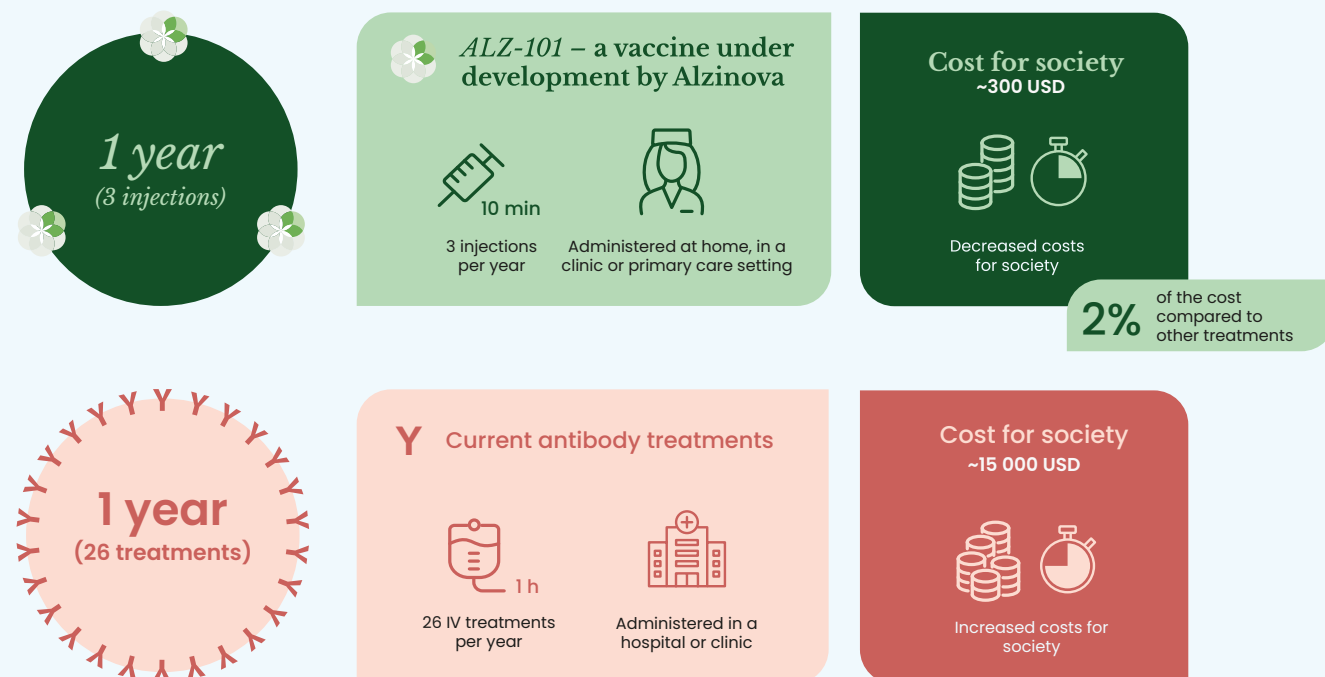 1 year
(3 injections)
ALZ-101 – a vaccine under
development by Alzinova
10 min
3 injections
per year
Administered at home, in a
clinic or primary care setting
Cost for society
~300 USD
Decreased costs
for society
2%
of the cost
compared to
other treatments
1 year
(26 treatments)
Y Current antibody treatments
1 h
26 IV treatments
per year
Administered in a
hospital or clinic
Cost for society
~15 000 USD
Increased costs for
society